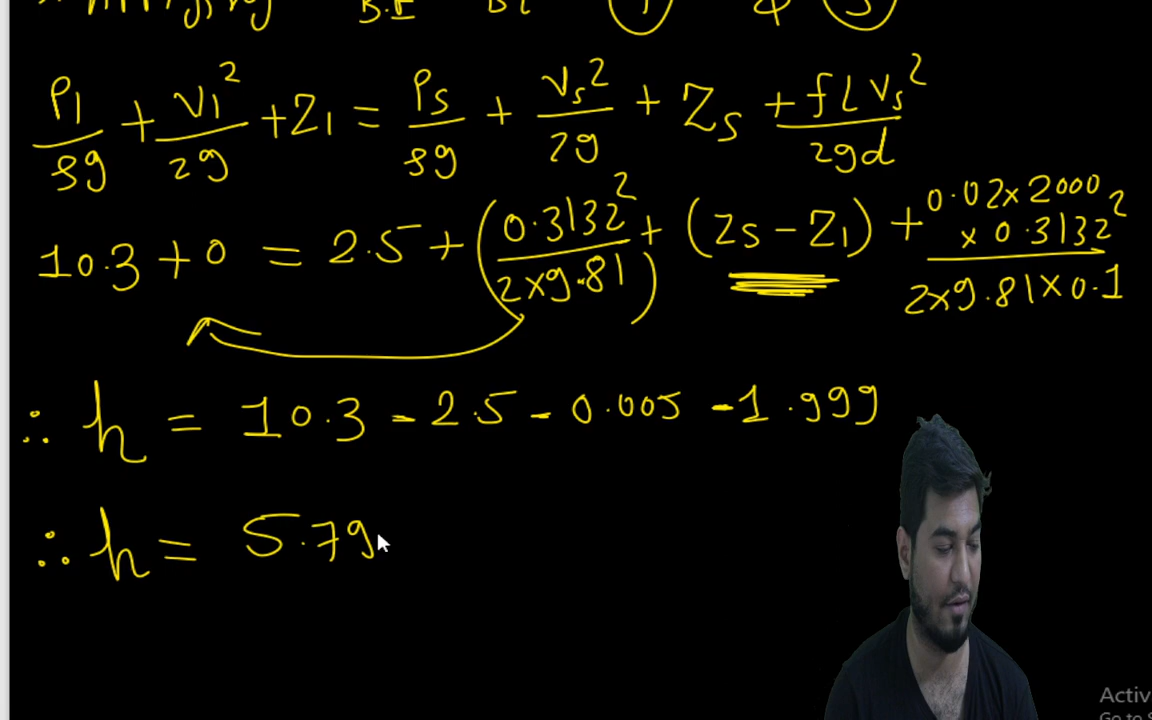 B.E
P1/ρg + V1²/2g + Z1 = Ps/ρg + Vs²/2g + Zs + fLVs²/2gd
10.3 + 0 = 2.5 + (0.3132²/2×9.81) + (Zs − Z1) + 0.02×2000×0.3132²/2×9.81×0.1
∴ h = 10.3 - 2.5 - 0.005 - 1.999
∴ h = 5.79
Activ